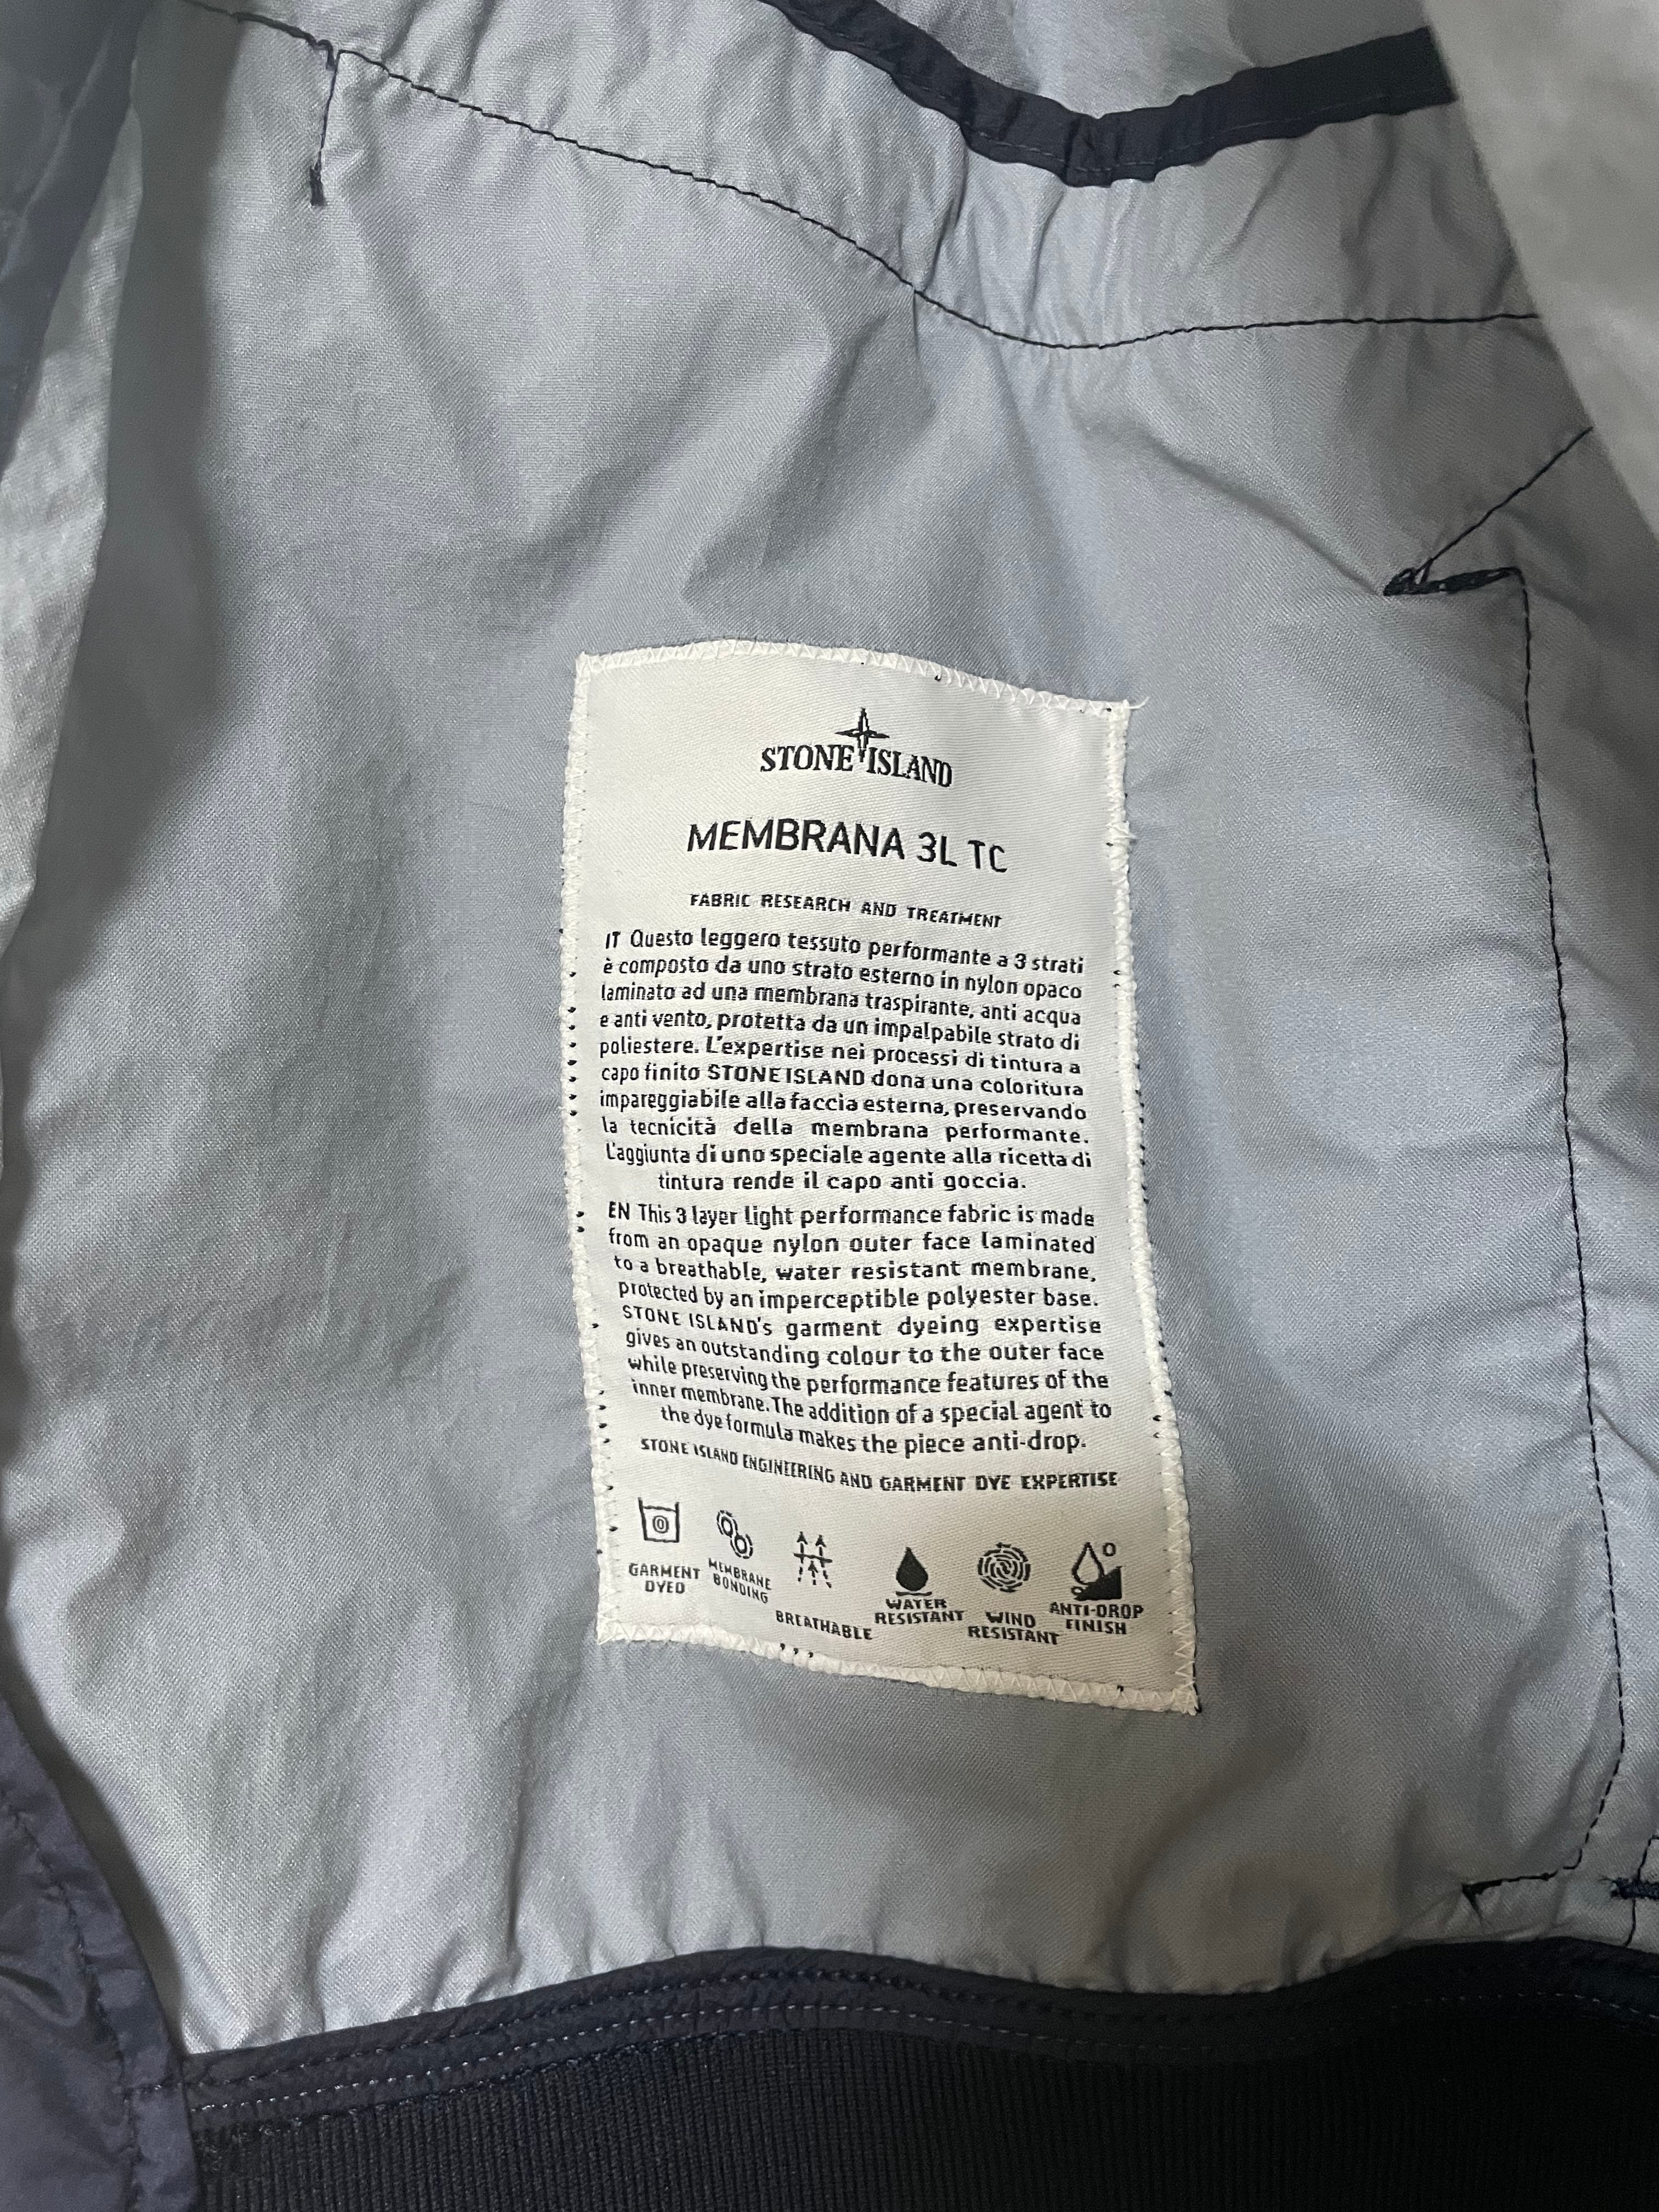 STONE ISLAND
MEMBRANA 3L TC
FABRIC RESEARCH AND TREATMENT
IT Questo leggero tessuto performante a 3 strati
è composto da uno strato esterno in nylon opaco
laminato ad una membrana traspirante, anti acqua
e anti vento, protetta da un impalpabile strato di
poliestere. L'expertise nei processi di tintura a
capo finito STONE ISLAND dona una coloritura
impareggiabile alla faccia esterna, preservando
la tecnicità della membrana performante.
L'aggiunta di uno speciale agente alla ricetta di
tintura rende il capo anti goccia.
EN This 3 layer light performance fabric is made
from an opaque nylon outer face laminated
to a breathable, water resistant membrane,
protected by an imperceptible polyester base.
STONE ISLAND's garment dyeing expertise
gives an outstanding colour to the outer face
while preserving the performance features of the
inner membrane. The addition of a special agent to
the dye formula makes the piece anti-drop.
STONE ISLAND ENGINEERING AND GARMENT DYE EXPERTISE
GARMENT DYED
MEMBRANE BONDING
BREATHABLE
WATER RESISTANT
WIND RESISTANT
ANTI-DROP FINISH